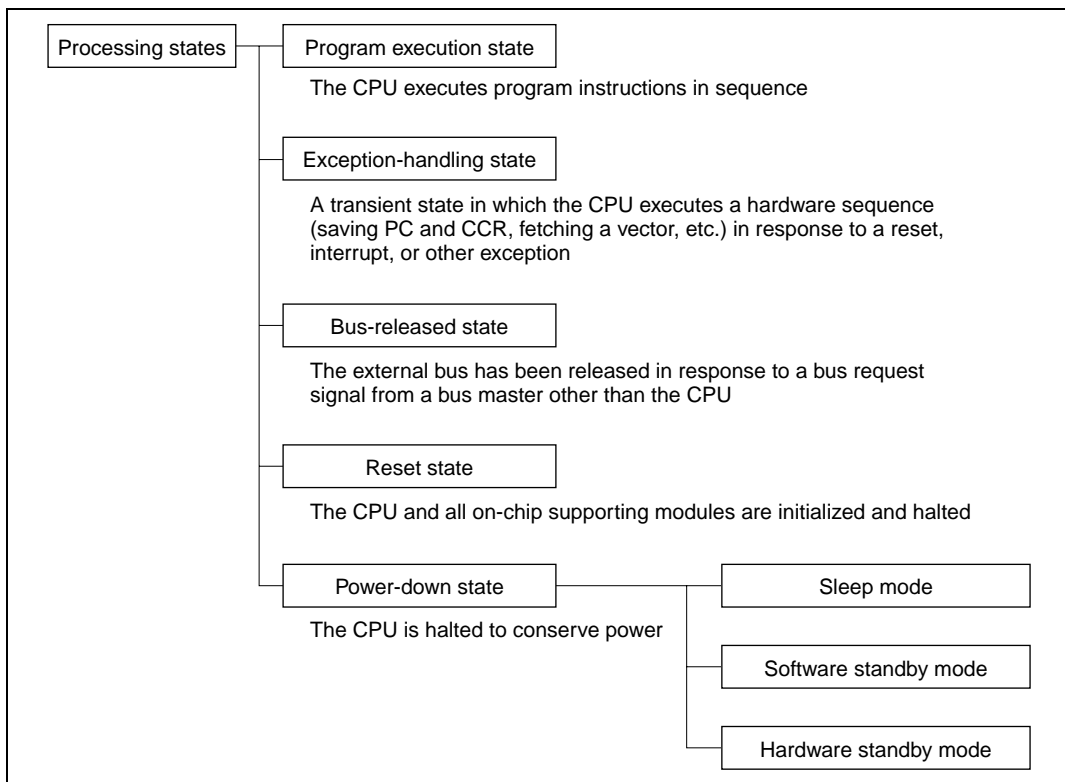 Processing states
Program execution state
The CPU executes program instructions in sequence
Exception-handling state
A transient state in which the CPU executes a hardware sequence
(saving PC and CCR, fetching a vector, etc.) in response to a reset,
interrupt, or other exception
Bus-released state
The external bus has been released in response to a bus request
signal from a bus master other than the CPU
Reset state
The CPU and all on-chip supporting modules are initialized and halted
Power-down state
Sleep mode
The CPU is halted to conserve power
Software standby mode
Hardware standby mode